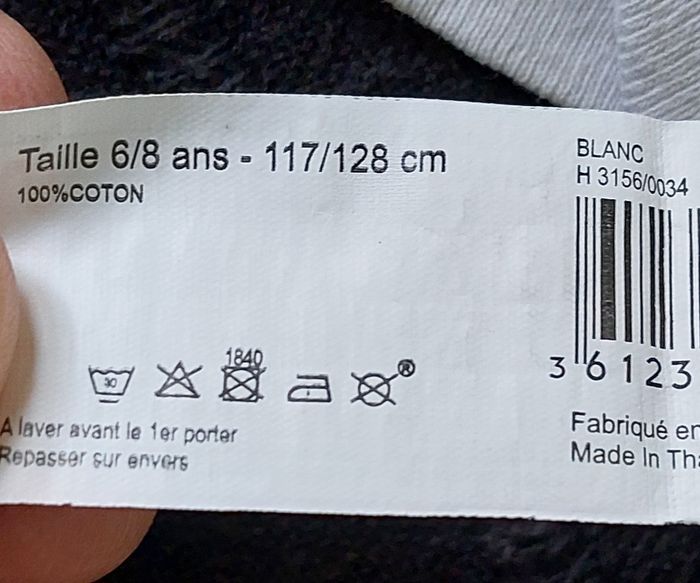 Taille 6/8 ans - 117/128 cm
100%COTON
BLANC
H 3156/0034
3 6123
30
1840
®
A laver avant le 1er porter
Repasser sur envers
Fabriqué en
Made In Tha